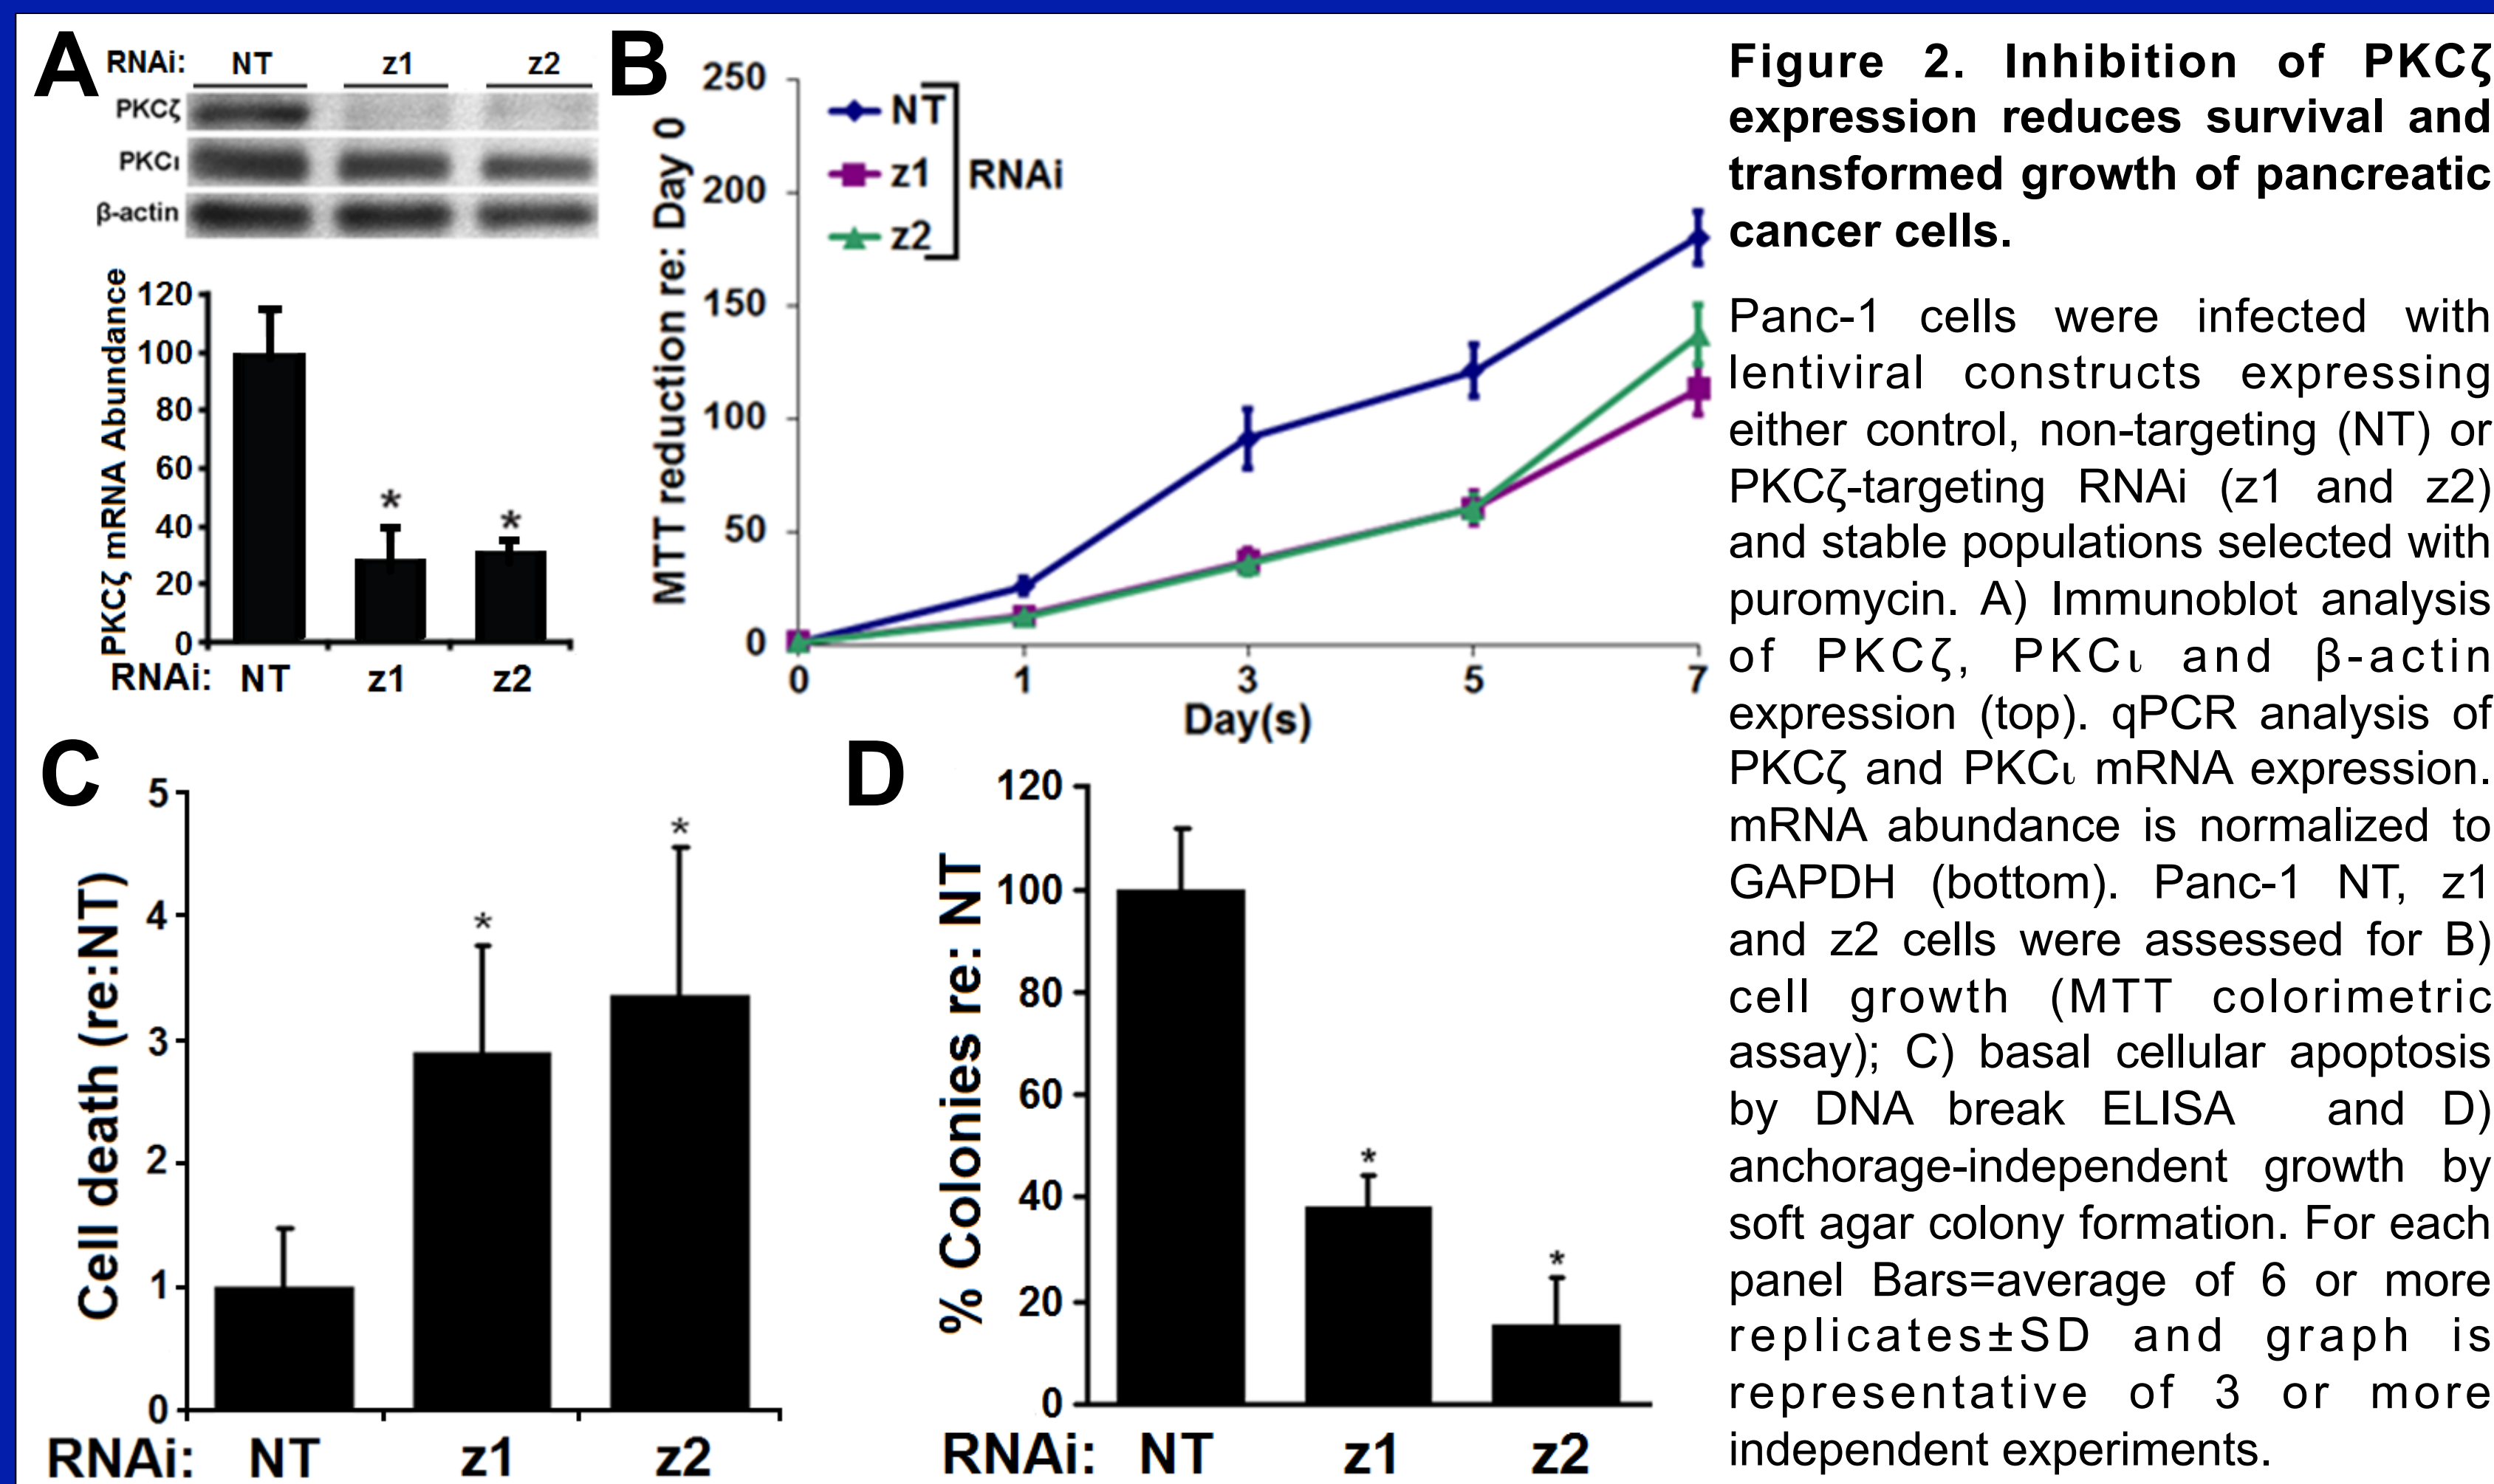 A
RNAi: NT z1 z2
PKCζ
PKCι
β-actin
PKCζ mRNA Abundance
120
100
80
60
40
20
0
* *
RNAi: NT z1 z2
B
MTT reduction re: Day 0
250
200
150
100
50
0
NT
z1
z2
RNAi
0 1 3 5 7
Day(s)
C
Cell death (re:NT)
5
4
3
2
1
0
* *
RNAi: NT z1 z2
D
% Colonies re: NT
120
100
80
60
40
20
0
* *
RNAi: NT z1 z2
Figure 2. Inhibition of PKCζ
expression reduces survival and
transformed growth of pancreatic
cancer cells.
Panc-1 cells were infected with
lentiviral constructs expressing
either control, non-targeting (NT) or
PKCζ-targeting RNAi (z1 and z2)
and stable populations selected with
puromycin. A) Immunoblot analysis
of PKCζ, PKCι and β-actin
expression (top). qPCR analysis of
PKCζ and PKCι mRNA expression.
mRNA abundance is normalized to
GAPDH (bottom). Panc-1 NT, z1
and z2 cells were assessed for B)
cell growth (MTT colorimetric
assay); C) basal cellular apoptosis
by DNA break ELISA and D)
anchorage-independent growth by
soft agar colony formation. For each
panel Bars=average of 6 or more
replicates±SD and graph is
representative of 3 or more
independent experiments.